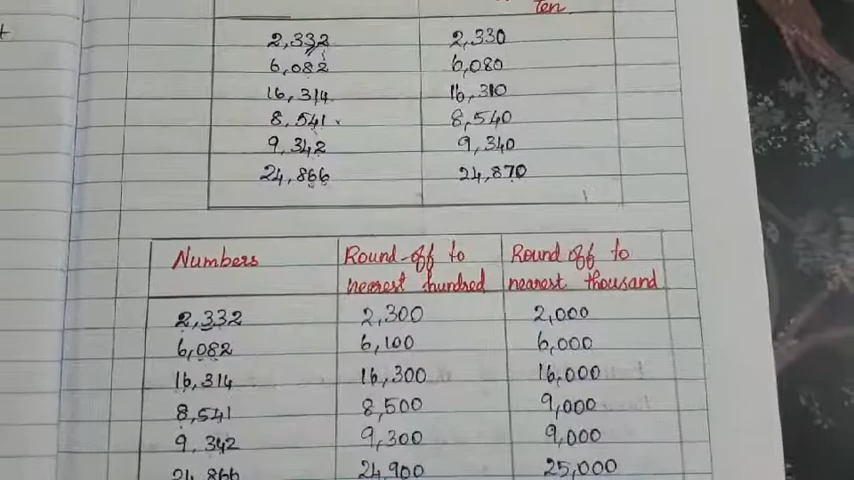 ten
2,332 2,330
6,082 6,080
16,314 16,310
8,541 8,540
9,342 9,340
24,866 24,870
Numbers Round-off to nearest hundred Round off to nearest thousand
2,332 2,300 2,000
6,082 6,100 6,000
16,314 16,300 16,000
8,541 8,500 9,000
9,342 9,300 9,000
24,866 24,900 25,000